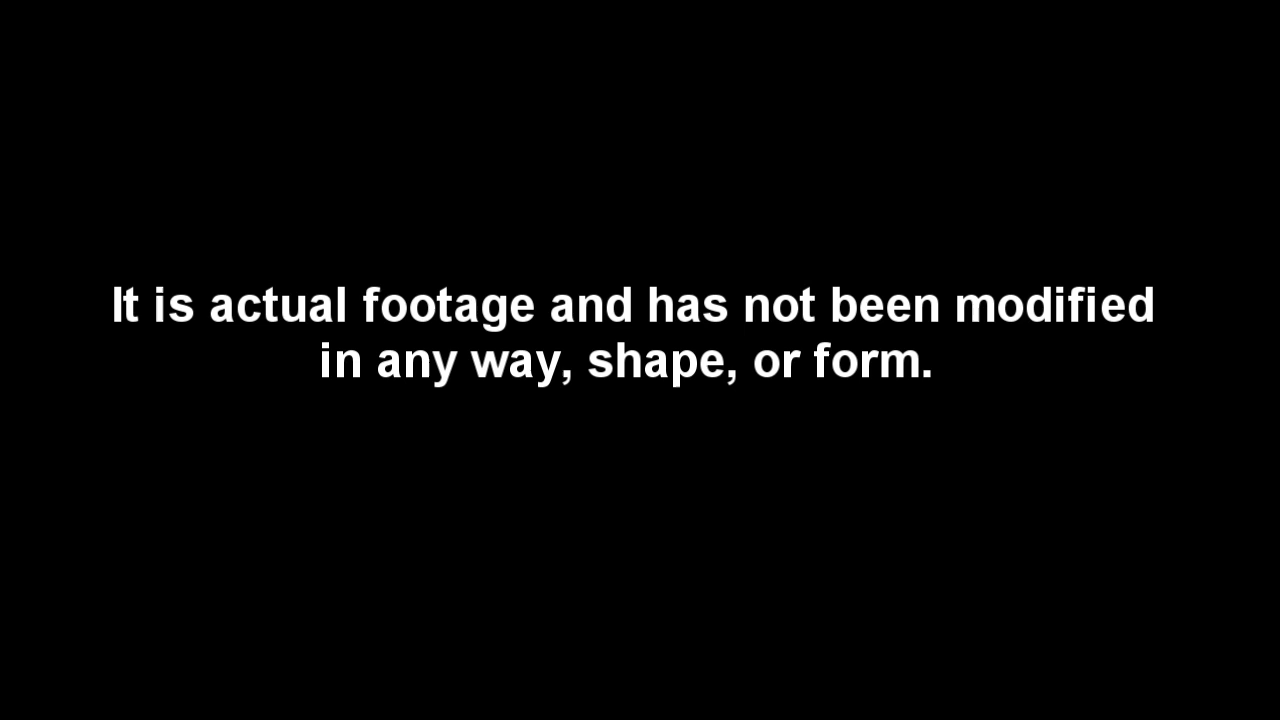 It is actual footage and has not been modified
in any way, shape, or form.